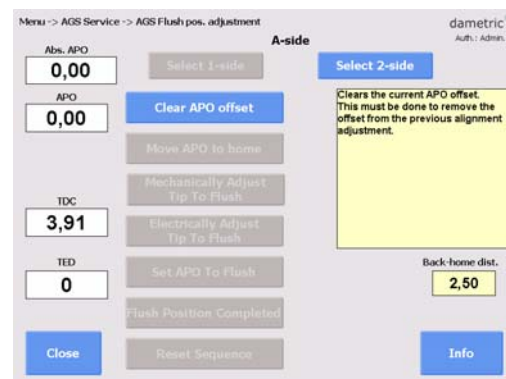 Menu -> AGS Service -> AGS Flush pos. adjustment
dametric
Auth.: Admin.
A-side
Abs. APO
0,00
Select 1-side
Select 2-side
APO
0,00
Clear APO offset
Clears the current APO offset.
This must be done to remove the
offset from the previous alignment
adjustment.
Move APO to home
Mechanically Adjust
Tip To Flush
TDC
3,91
Electrically Adjust
Tip To Flush
TED
0
Set APO To Flush
Back-home dist.
2,50
Flush Position Completed
Close
Reset Sequence
Info